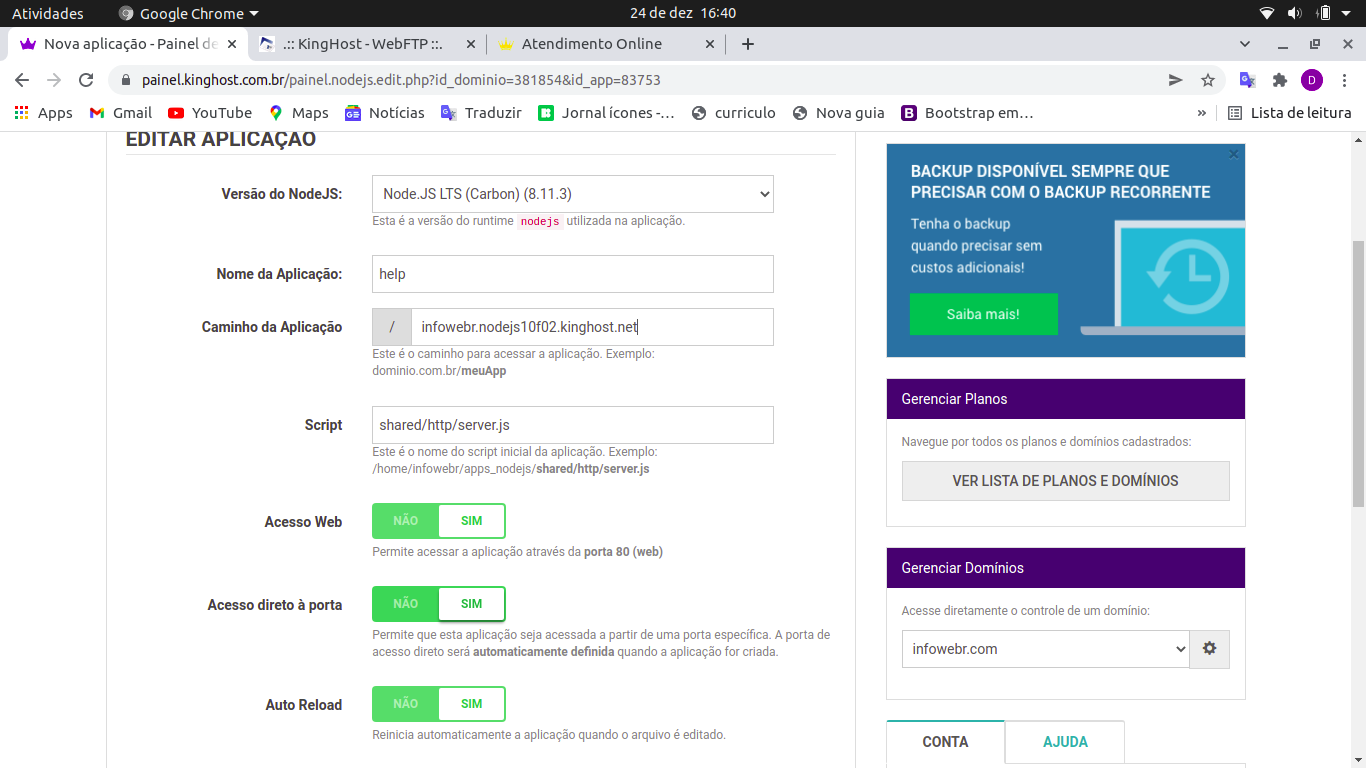 Atividades
Google Chrome
24 de dez 16:40
Nova aplicação - Painel de
.:: KingHost - WebFTP ::.
Atendimento Online
painel.kinghost.com.br/painel.nodejs.edit.php?id_dominio=381854&id_app=83753
D
Apps
Gmail
YouTube
Maps
Notícias
Traduzir
Jornal ícones -...
curriculo
Nova guia
Bootstrap em...
»
Lista de leitura
EDITAR APLICAÇÃO
Versão do NodeJS:
Node.JS LTS (Carbon) (8.11.3)
Esta é a versão do runtime nodejs utilizada na aplicação.
Nome da Aplicação:
help
Caminho da Aplicação
/
infowebr.nodejs10f02.kinghost.net
Este é o caminho para acessar a aplicação. Exemplo:
dominio.com.br/meuApp
Script
shared/http/server.js
Este é o nome do script inicial da aplicação. Exemplo:
/home/infowebr/apps_nodejs/shared/http/server.js
Acesso Web
NÃO
SIM
Permite acessar a aplicação através da porta 80 (web)
Acesso direto à porta
NÃO
SIM
Permite que esta aplicação seja acessada a partir de uma porta específica. A porta de
acesso direto será automaticamente definida quando a aplicação for criada.
Auto Reload
NÃO
SIM
Reinicia automaticamente a aplicação quando o arquivo é editado.
BACKUP DISPONÍVEL SEMPRE QUE
PRECISAR COM O BACKUP RECORRENTE
Tenha o backup
quando precisar sem
custos adicionais!
Saiba mais!
Gerenciar Planos
Navegue por todos os planos e domínios cadastrados:
VER LISTA DE PLANOS E DOMÍNIOS
Gerenciar Domínios
Acesse diretamente o controle de um domínio:
infowebr.com
CONTA
AJUDA